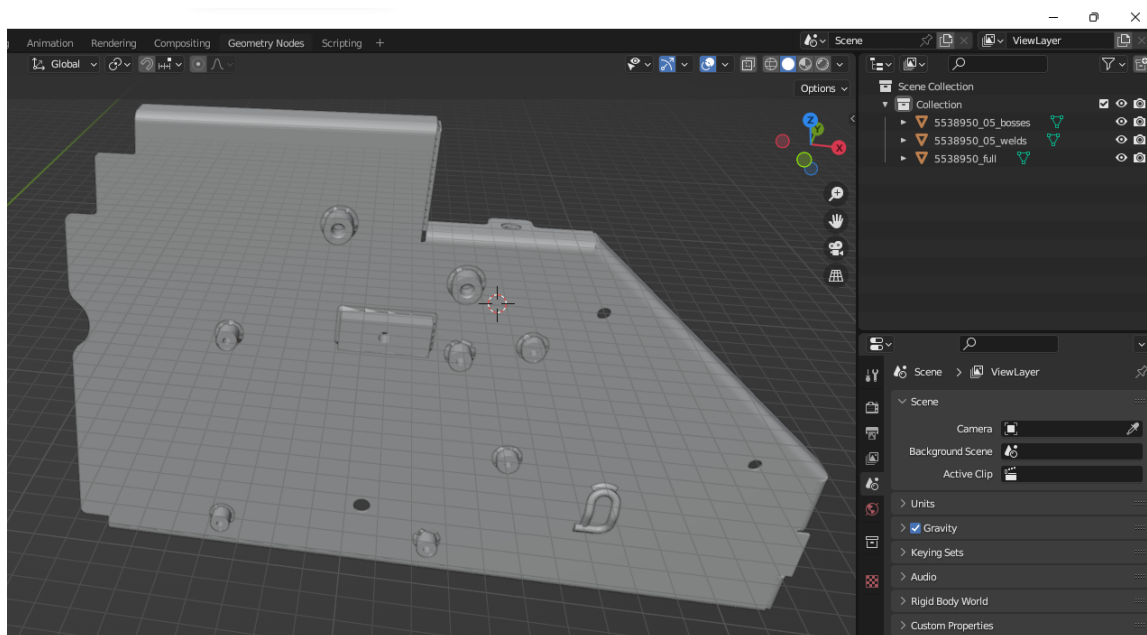 Animation Rendering Compositing Geometry Nodes Scripting + Scene ViewLayer
Global
Options
Z
Y
X
Scene Collection
Collection
5538950_05_bosses
5538950_05_welds
5538950_full
Scene > ViewLayer
Scene
Camera
Background Scene
Active Clip
Units
Gravity
Keying Sets
Audio
Rigid Body World
Custom Properties